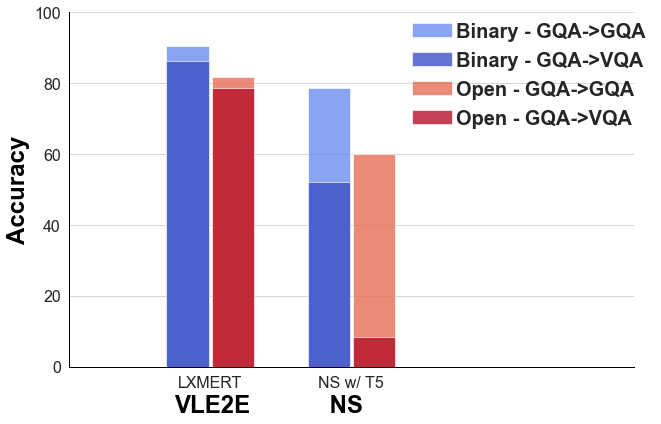 100
80
60
40
20
0
Accuracy
Binary - GQA->GQA
Binary - GQA->VQA
Open - GQA->GQA
Open - GQA->VQA
LXMERT
NS w/ T5
VLE2E
NS